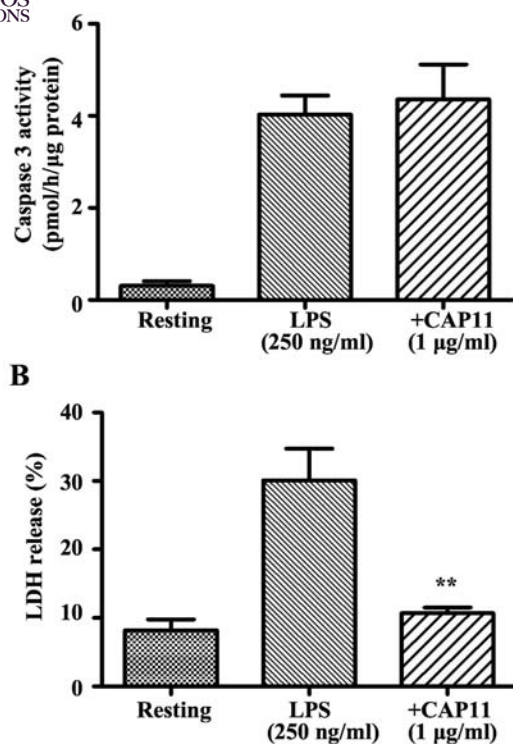 IONS
6
4
2
0
Caspase 3 activity
(pmol/h/µg protein)
Resting
LPS
+CAP11
(250 ng/ml)
(1 µg/ml)
B
40
30
20
10
0
LDH release (%)
**
Resting
LPS
+CAP11
(250 ng/ml)
(1 µg/ml)